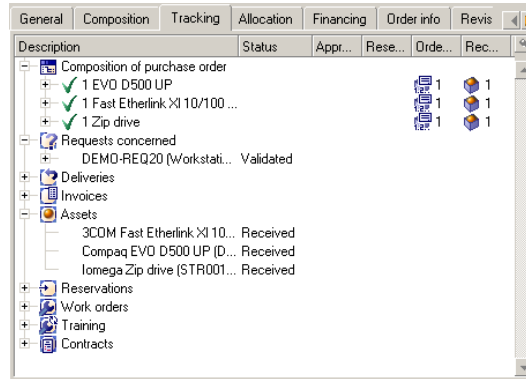 General Composition Tracking Allocation Financing Order info Revis
Description Status Appr... Rese... Orde... Rec...
Composition of purchase order
1 EVO D500 UP 1 1
1 Fast Etherlink XI 10/100 ... 1 1
1 Zip drive 1 1
Requests concerned
DEMO-REQ20 (Workstati... Validated
Deliveries
Invoices
Assets
3COM Fast Etherlink XI 10... Received
Compaq EVO D500 UP (D... Received
Iomega Zip drive (STR001... Received
Reservations
Work orders
Training
Contracts